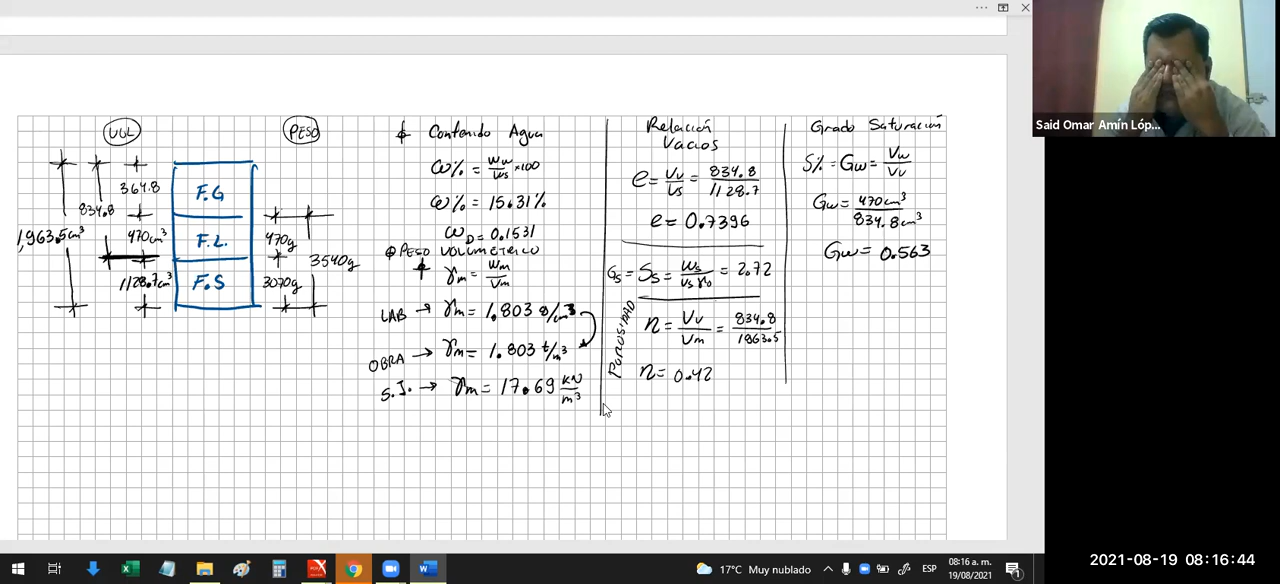 VOL
PESO
364.8
834.8
1,963.5cm³
470cm³
1128.7cm³
F.G
F.L.
F.S
470g
3540g
3070g
Contenido Agua
ω% = Ww/Ws ×100
ω% = 15.31%
ωD = 0.1531
PESO VOLUMÉTRICO
γm = Wm/Vm
LAB → γm = 1.803 g/cm³
OBRA → γm = 1.803 t/m³
S.I. → γm = 17.69 KN/m³
Relación
Vacios
e = Vv/Vs = 834.8/1128.7
e = 0.7396
Gs = Ss = Ws/Vsγo = 2.72
POROSIDAD
n = Vv/Vm = 834.8/1963.5
n = 0.42
Grado Saturación
S% = Gw = Vw/Vv
Gw = 470cm³/834.8cm³
Gw = 0.563
Said Omar Amín Lóp...
2021-08-19 08:16:44
17°C Muy nublado
ESP
08:16 a. m.
19/08/2021